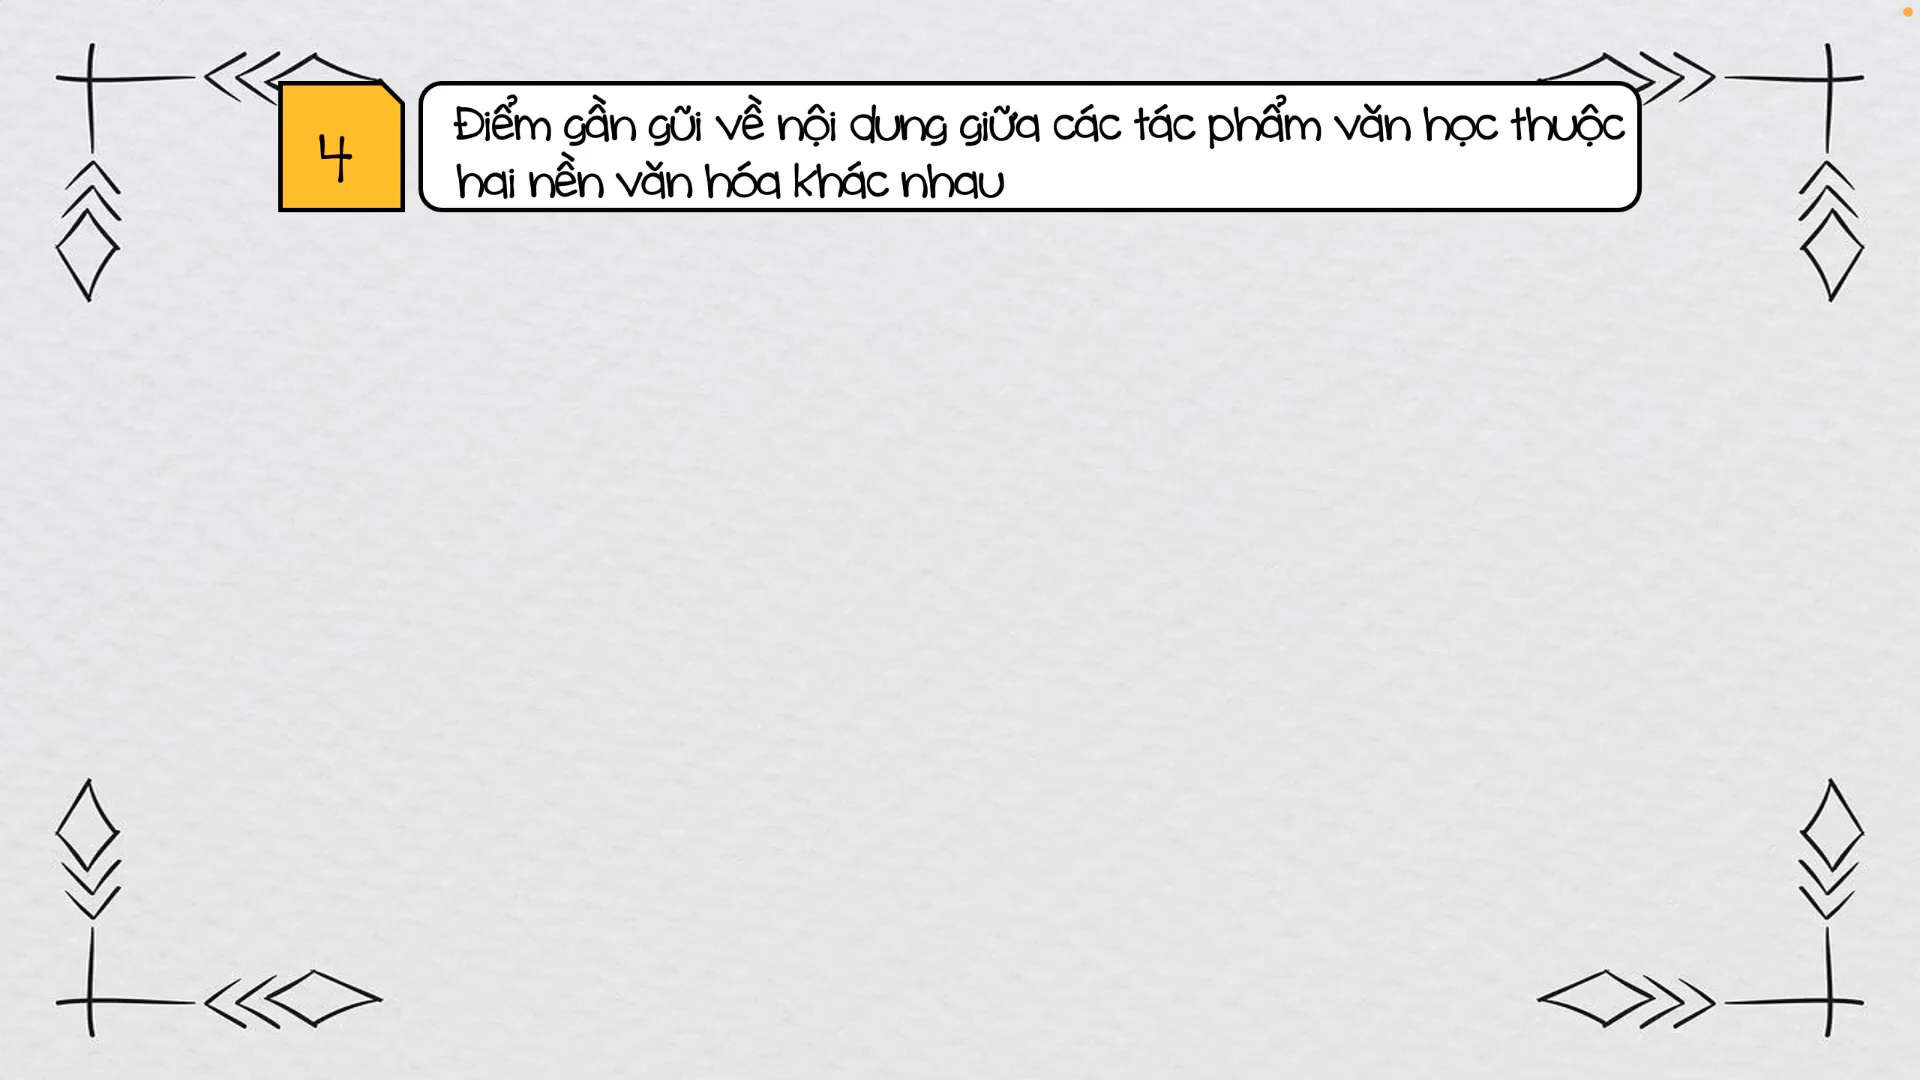 4
Điểm gần gũi về nội dung giữa các tác phẩm văn học thuộc
hai nền văn hóa khác nhau